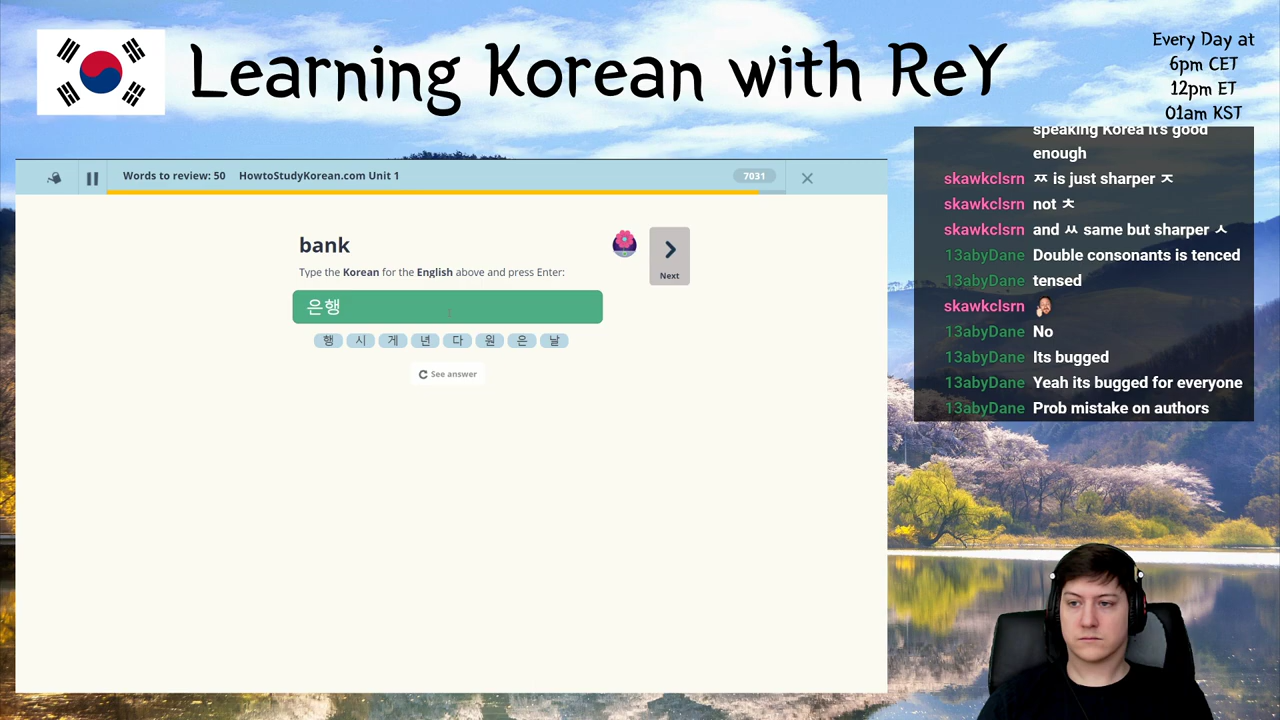 Learning Korean with ReY
Every Day at
6pm CET
12pm ET
01am KST
Words to review: 50 HowtoStudyKorean.com Unit 1
7031
bank
Type the Korean for the English above and press Enter:
Next
은행
행 시 게 년 다 원 은 날
See answer
speaking Korea it's good
enough
skawkclsrn ㅉ is just sharper ㅈ
skawkclsrn not ㅊ
skawkclsrn and ㅆ same but sharper ㅅ
13abyDane Double consonants is tenced
13abyDane tensed
skawkclsrn
13abyDane No
13abyDane Its bugged
13abyDane Yeah its bugged for everyone
13abyDane Prob mistake on authors